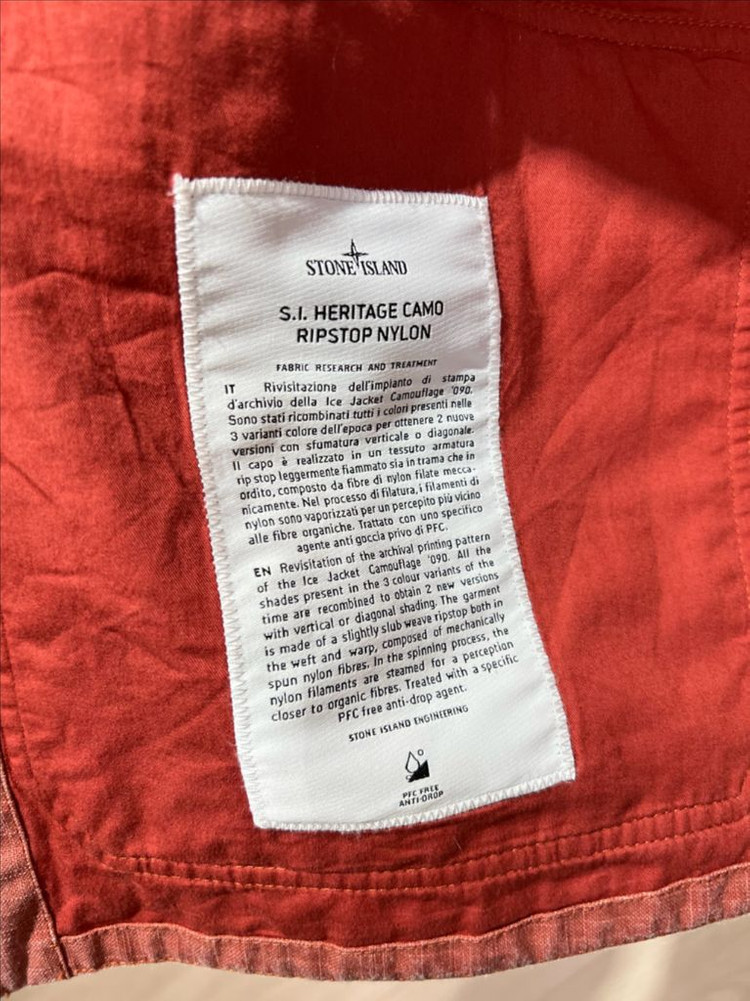 STONE ISLAND
S.I. HERITAGE CAMO
RIPSTOP NYLON
FABRIC RESEARCH AND TREATMENT
IT Rivisitazione dell'impianto di stampa
d'archivio della Ice Jacket Camouflage '090.
Sono stati ricombinati tutti i colori presenti nelle
3 varianti colore dell'epoca per ottenere 2 nuove
versioni con sfumatura verticale o diagonale.
Il capo è realizzato in un tessuto armatura
rip stop leggermente fiammato sia in trama che in
ordito, composto da fibre di nylon filate mecca-
nicamente. Nel processo di filatura, i filamenti di
nylon sono vaporizzati per un percepito più vicino
alle fibre organiche. Trattato con uno specifico
agente anti goccia privo di PFC.
EN Revisitation of the archival printing pattern
of the Ice Jacket Camouflage '090. All the
shades present in the 3 colour variants of the
time are recombined to obtain 2 new versions
with vertical or diagonal shading. The garment
is made of a slightly slub weave ripstop both in
the weft and warp, composed of mechanically
spun nylon fibres. In the spinning process, the
nylon filaments are steamed for a perception
closer to organic fibres. Treated with a specific
PFC free anti-drop agent.
STONE ISLAND ENGINEERING
PFC FREE
ANTI-DROP